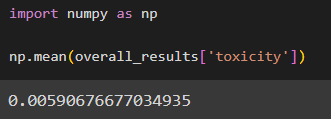 import numpy as np
np.mean(overall_results['toxicity'])
0.00590676677034935